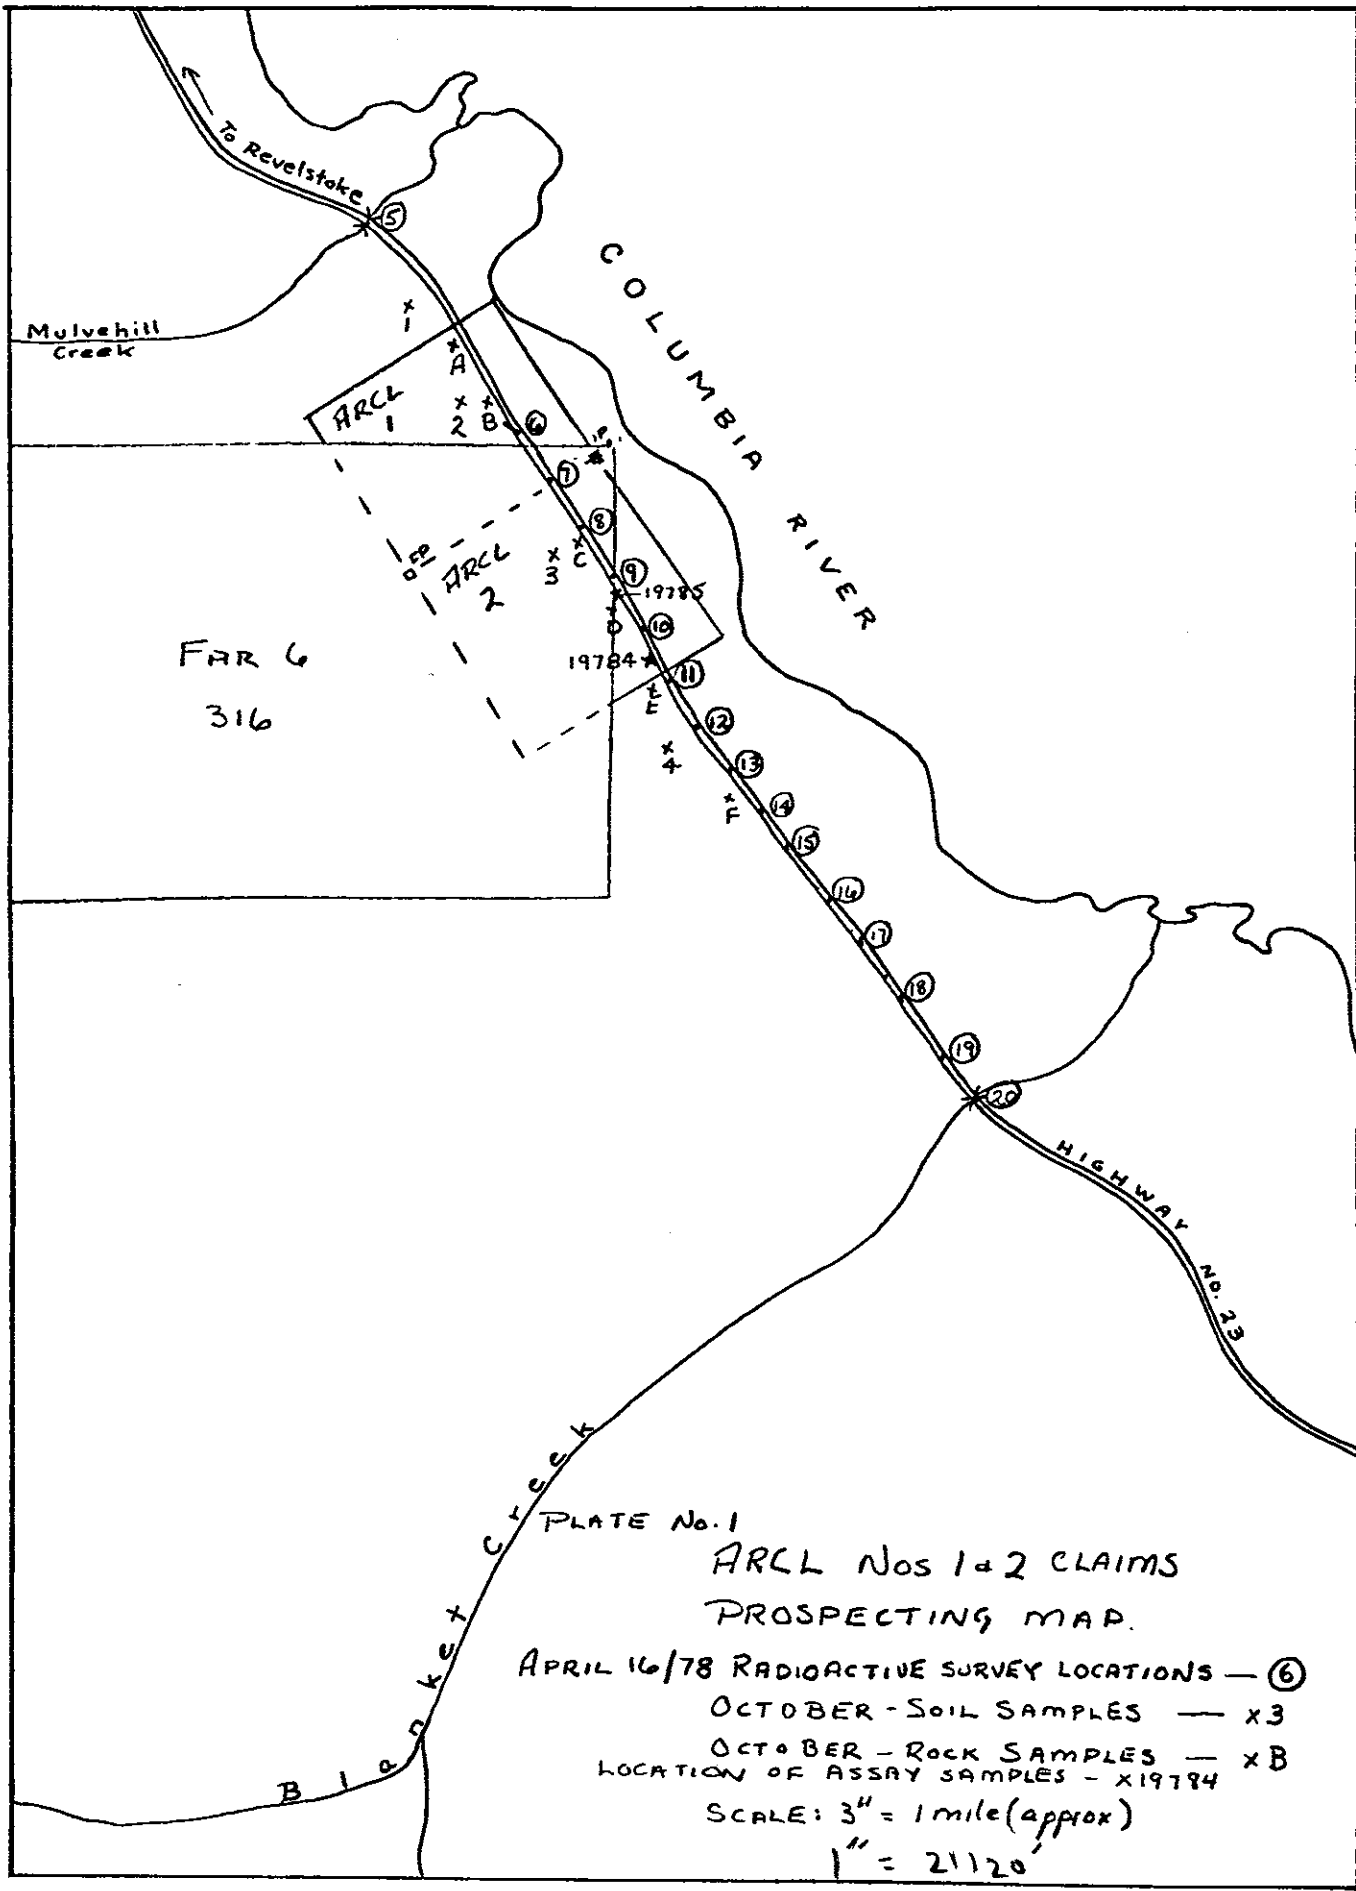 To Revelstoke
5
COLUMBIA RIVER
Mulvehill
Creek
x
1
x
A
ARCL
1
x
2
x
B
6
7
8
x
C
x
3
FP
ARCL
2
9
19785
D
10
19784
11
x
E
FAR 6
316
12
x
4
13
x
F
14
15
16
17
18
19
20
HIGHWAY NO. 23
Blanket Creek
PLATE No. 1
ARCL Nos 1 & 2 CLAIMS
PROSPECTING MAP.
APRIL 16/78 RADIOACTIVE SURVEY LOCATIONS — 6
OCTOBER - SOIL SAMPLES — x3
OCTOBER - ROCK SAMPLES — xB
LOCATION OF ASSAY SAMPLES - x19784
SCALE: 3" = 1 mile (approx)
1" = 21120'